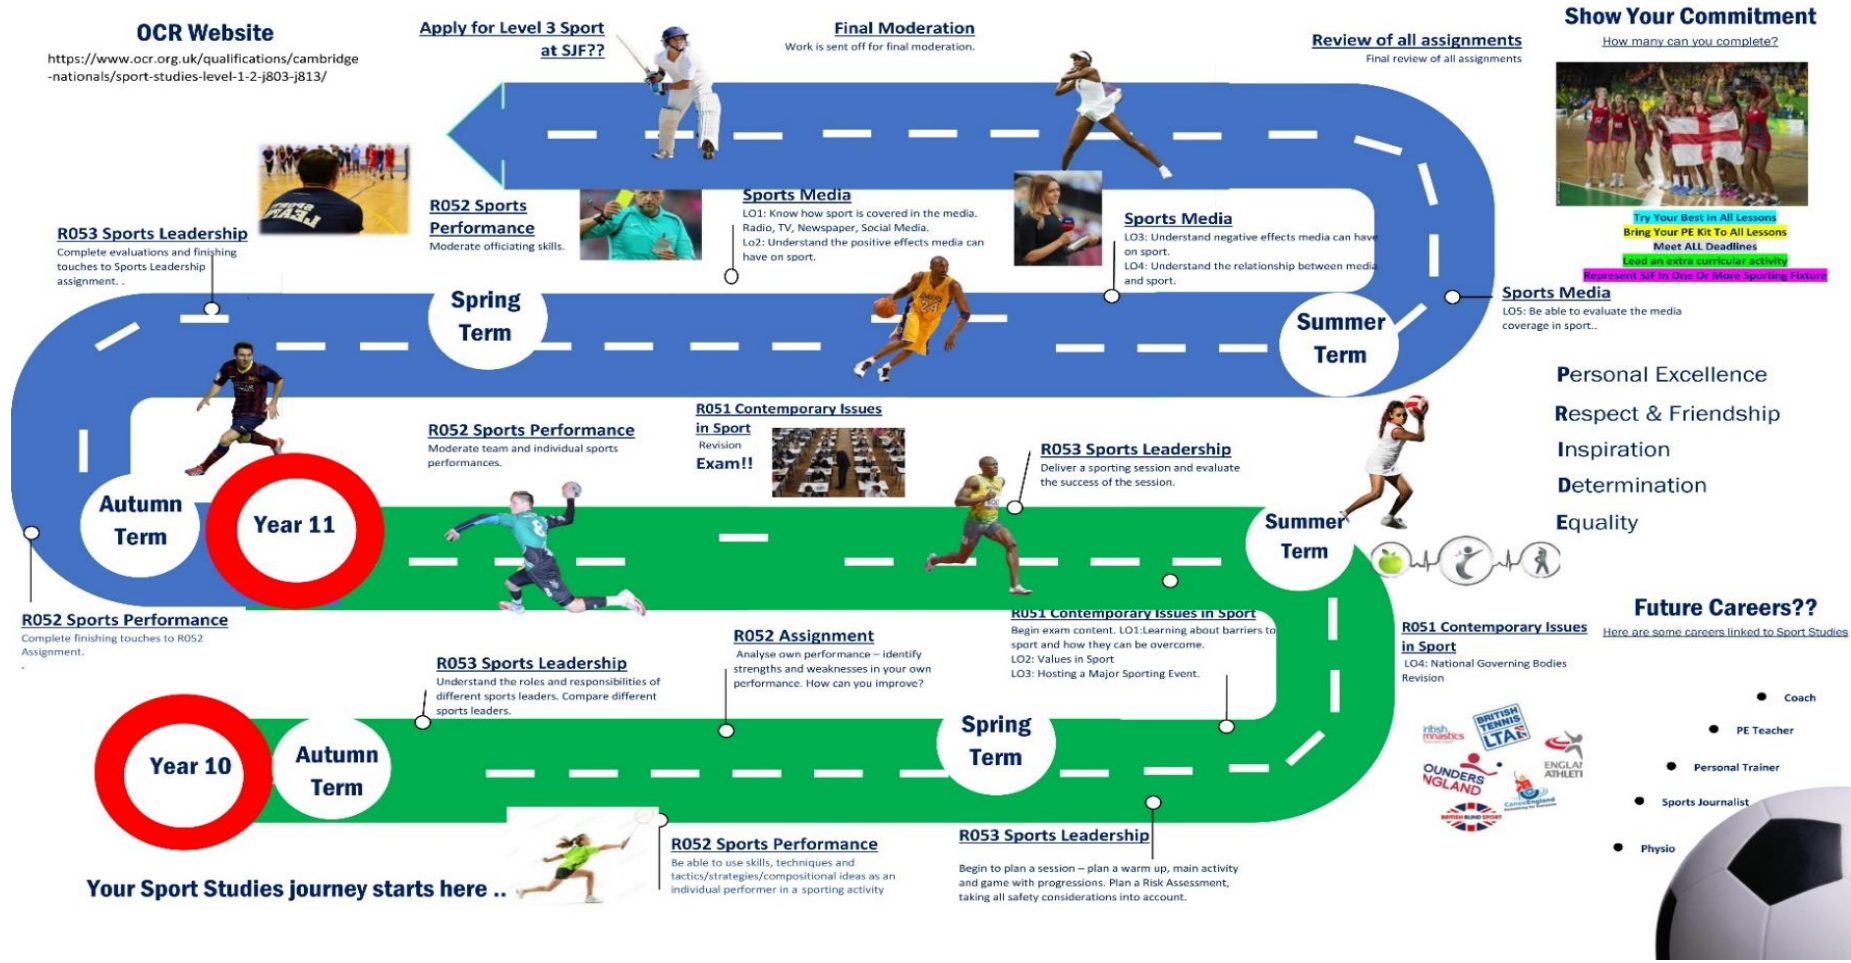 OCR Website
https://www.ocr.org.uk/qualifications/cambridge
-nationals/sport-studies-level-1-2-j803-j813/
Apply for Level 3 Sport
at SJF??
Final Moderation
Work is sent off for final moderation.
Review of all assignments
Final review of all assignments
Show Your Commitment
How many can you complete?
Try Your Best In All Lessons
Bring Your PE Kit To All Lessons
Meet ALL Deadlines
Lead an extra curricular activity
Represent SJF In One Or More Sporting Fixture
R053 Sports Leadership
Complete evaluations and finishing
touches to Sports Leadership
assignment. .
SPORTS
LEADER
R052 Sports
Performance
Moderate officiating skills.
Sports Media
LO1: Know how sport is covered in the media.
Radio, TV, Newspaper, Social Media.
Lo2: Understand the positive effects media can
have on sport.
Sports Media
LO3: Understand negative effects media can have
on sport.
LO4: Understand the relationship between media
and sport.
Sports Media
LO5: Be able to evaluate the media
coverage in sport..
Spring
Term
LAKERS
24
Summer
Term
Personal Excellence
Respect & Friendship
Inspiration
Determination
Equality
R052 Sports Performance
Moderate team and individual sports
performances.
R051 Contemporary Issues
in Sport
Revision
Exam!!
R053 Sports Leadership
Deliver a sporting session and evaluate
the success of the session.
Autumn
Term
Year 11
Summer
Term
R052 Sports Performance
Complete finishing touches to R052
Assignment.
.
R053 Sports Leadership
Understand the roles and responsibilities of
different sports leaders. Compare different
sports leaders.
R052 Assignment
Analyse own performance – identify
strengths and weaknesses in your own
performance. How can you improve?
R051 Contemporary Issues in Sport
Begin exam content. LO1:Learning about barriers to
sport and how they can be overcome.
LO2: Values in Sport
LO3: Hosting a Major Sporting Event.
R051 Contemporary Issues
in Sport
LO4: National Governing Bodies
Revision
BRITISH
TENNIS
LTA
OUNDERS
NGLAND
ATHLETI
CanoeEngland
BRITISH BLIND SPORT
Future Careers??
Here are some careers linked to Sport Studies
Coach
PE Teacher
Personal Trainer
Sports Journalist
Physio
Year 10
Autumn
Term
Spring
Term
R052 Sports Performance
Be able to use skills, techniques and
tactics/strategies/compositional ideas as an
individual performer in a sporting activity
R053 Sports Leadership
Begin to plan a session – plan a warm up, main activity
and game with progressions. Plan a Risk Assessment,
taking all safety considerations into account.
Your Sport Studies journey starts here ..